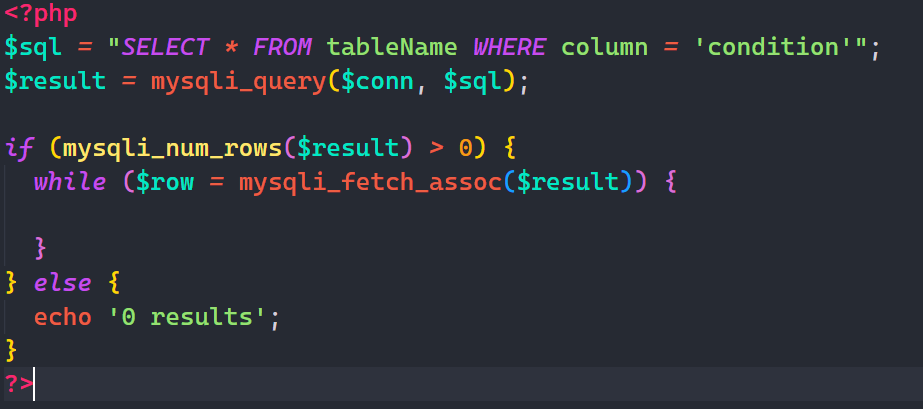 <?php
$sql = "SELECT * FROM tableName WHERE column = 'condition'";
$result = mysqli_query($conn, $sql);
if (mysqli_num_rows($result) > 0) {
  while ($row = mysqli_fetch_assoc($result)) {
  }
} else {
  echo '0 results';
}
?>